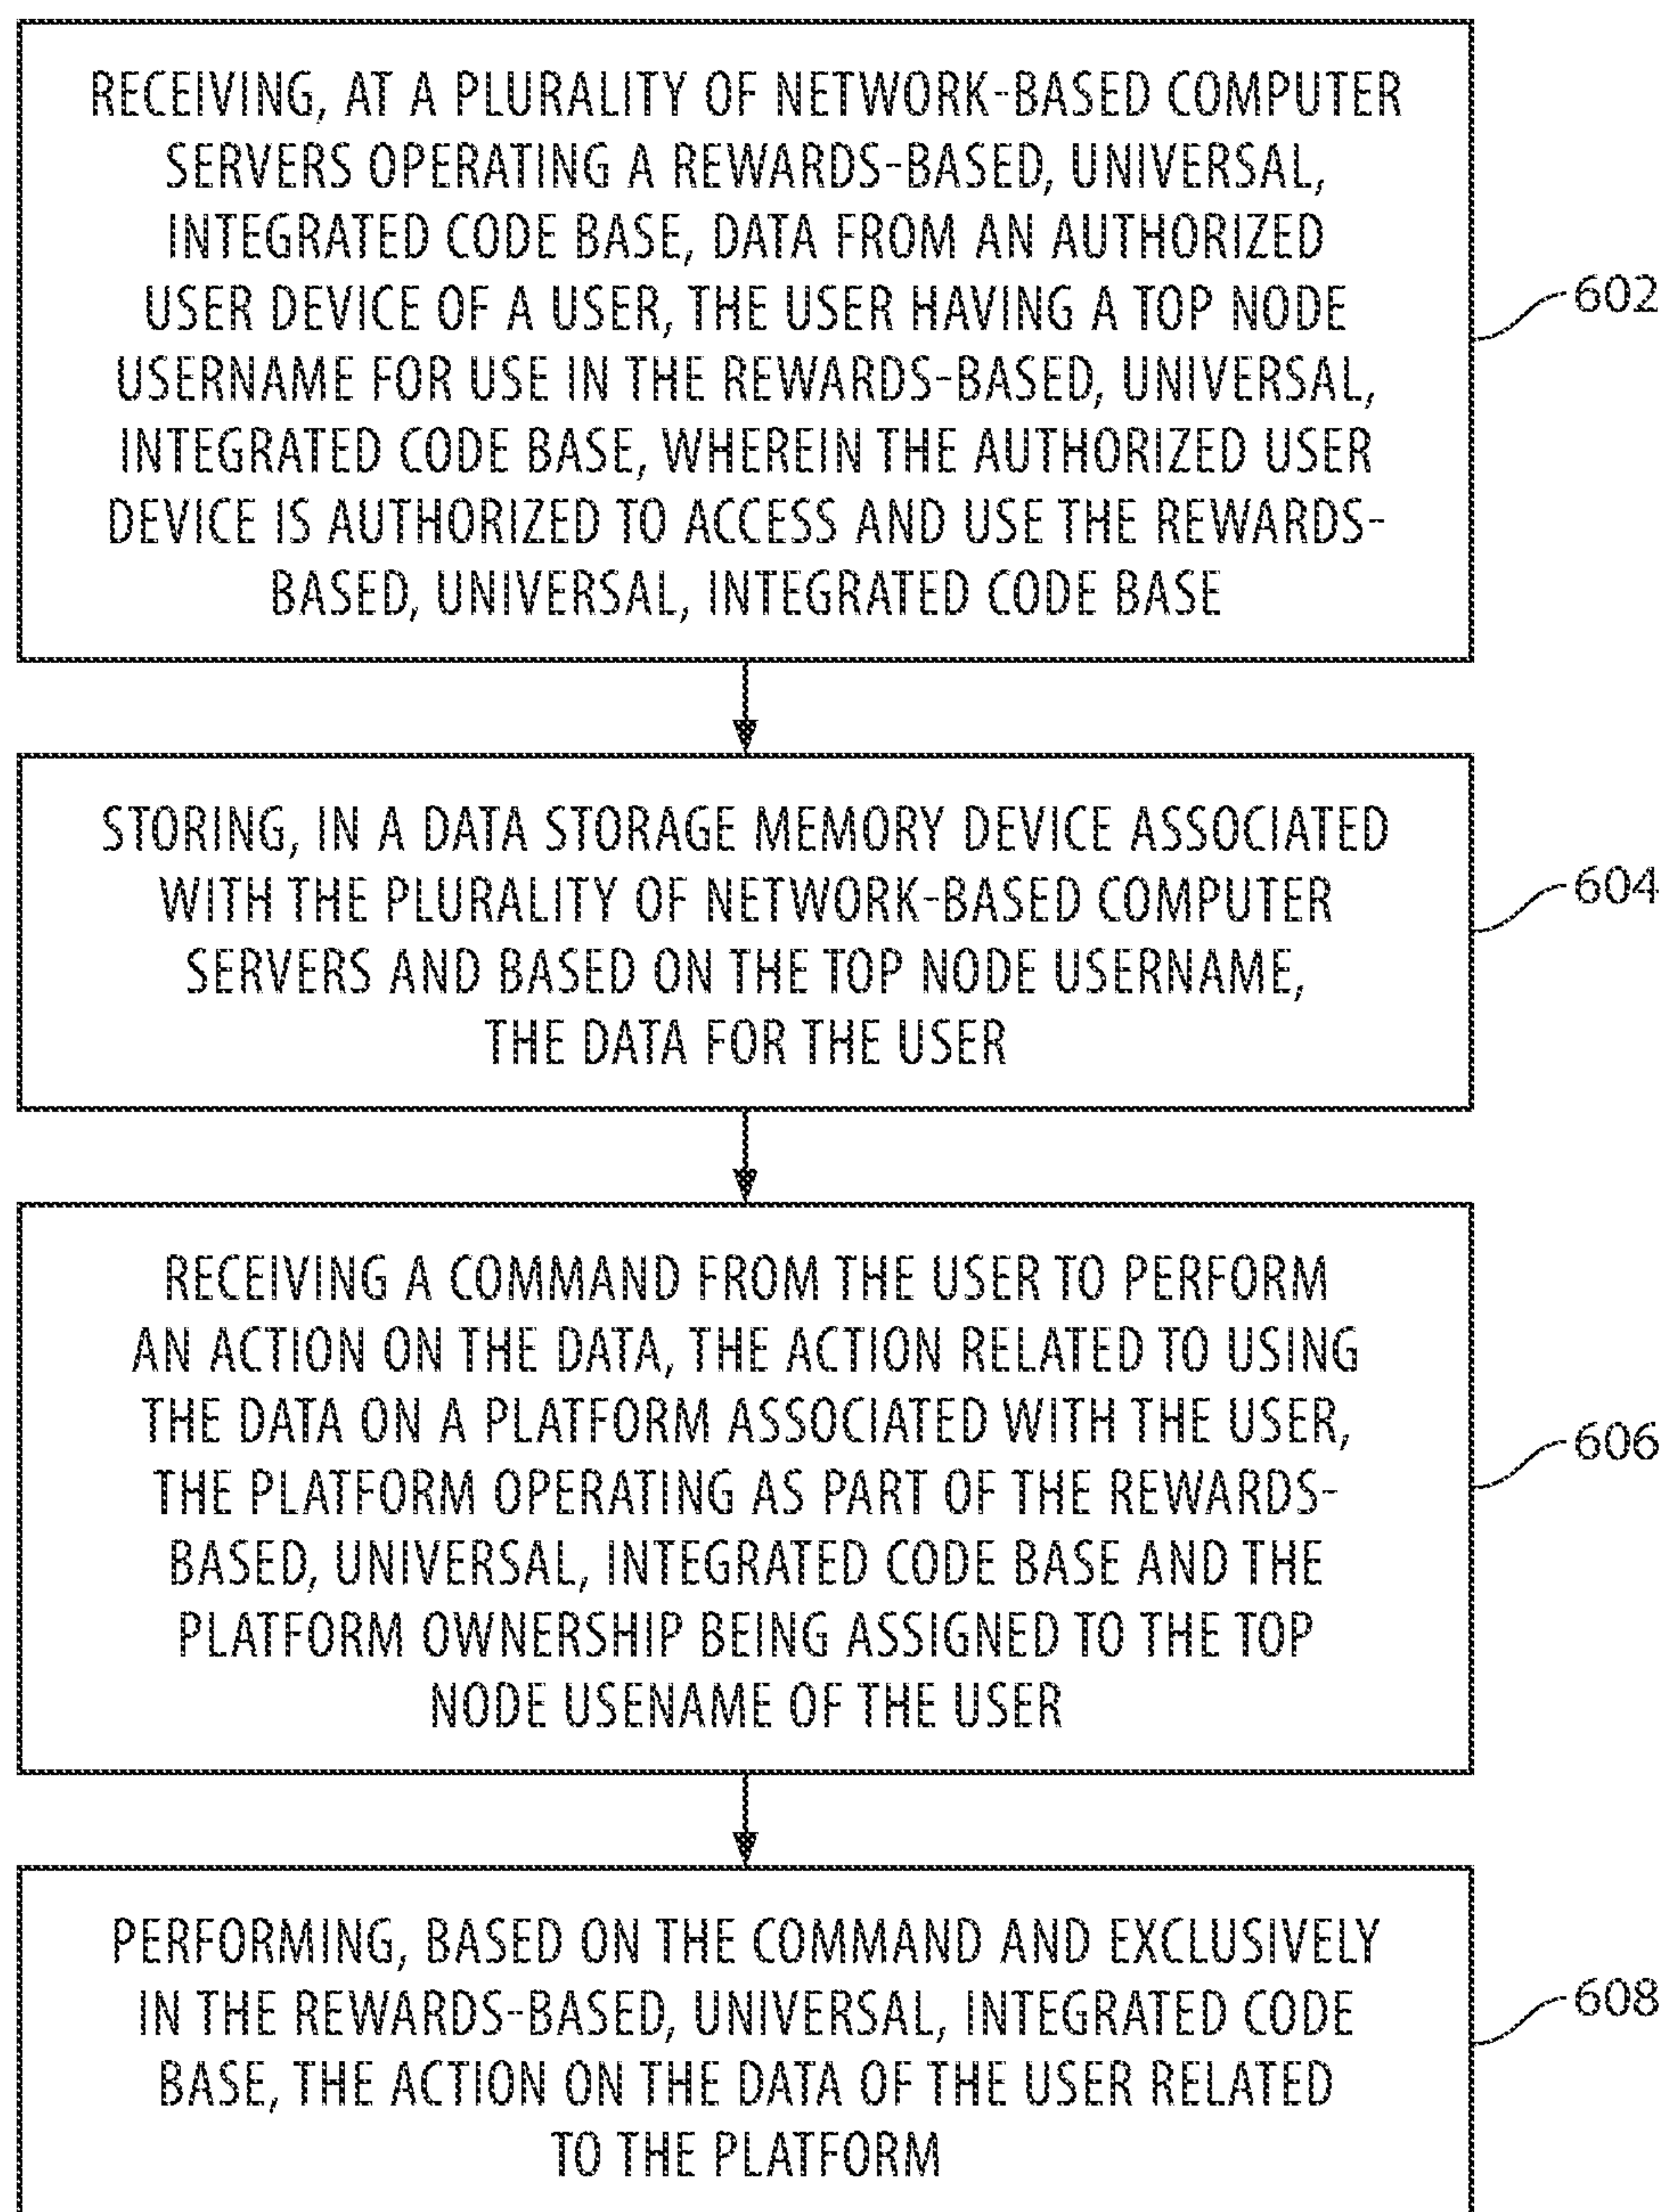 RECEIVING, AT A PLURALITY OF NETWORK-BASED COMPUTER
SERVERS OPERATING A REWARDS-BASED, UNIVERSAL,
INTEGRATED CODE BASE, DATA FROM AN AUTHORIZED
USER DEVICE OF A USER, THE USER HAVING A TOP NODE
USERNAME FOR USE IN THE REWARDS-BASED, UNIVERSAL,
INTEGRATED CODE BASE, WHEREIN THE AUTHORIZED USER
DEVICE IS AUTHORIZED TO ACCESS AND USE THE REWARDS-
BASED, UNIVERSAL, INTEGRATED CODE BASE
602
STORING, IN A DATA STORAGE MEMORY DEVICE ASSOCIATED
WITH THE PLURALITY OF NETWORK-BASED COMPUTER
SERVERS AND BASED ON THE TOP NODE USERNAME,
THE DATA FOR THE USER
604
RECEIVING A COMMAND FROM THE USER TO PERFORM
AN ACTION ON THE DATA, THE ACTION RELATED TO USING
THE DATA ON A PLATFORM ASSOCIATED WITH THE USER,
THE PLATFORM OPERATING AS PART OF THE REWARDS-
BASED, UNIVERSAL, INTEGRATED CODE BASE AND THE
PLATFORM OWNERSHIP BEING ASSIGNED TO THE TOP
NODE USENAME OF THE USER
606
PERFORMING, BASED ON THE COMMAND AND EXCLUSIVELY
IN THE REWARDS-BASED, UNIVERSAL, INTEGRATED CODE
BASE, THE ACTION ON THE DATA OF THE USER RELATED
TO THE PLATFORM
608